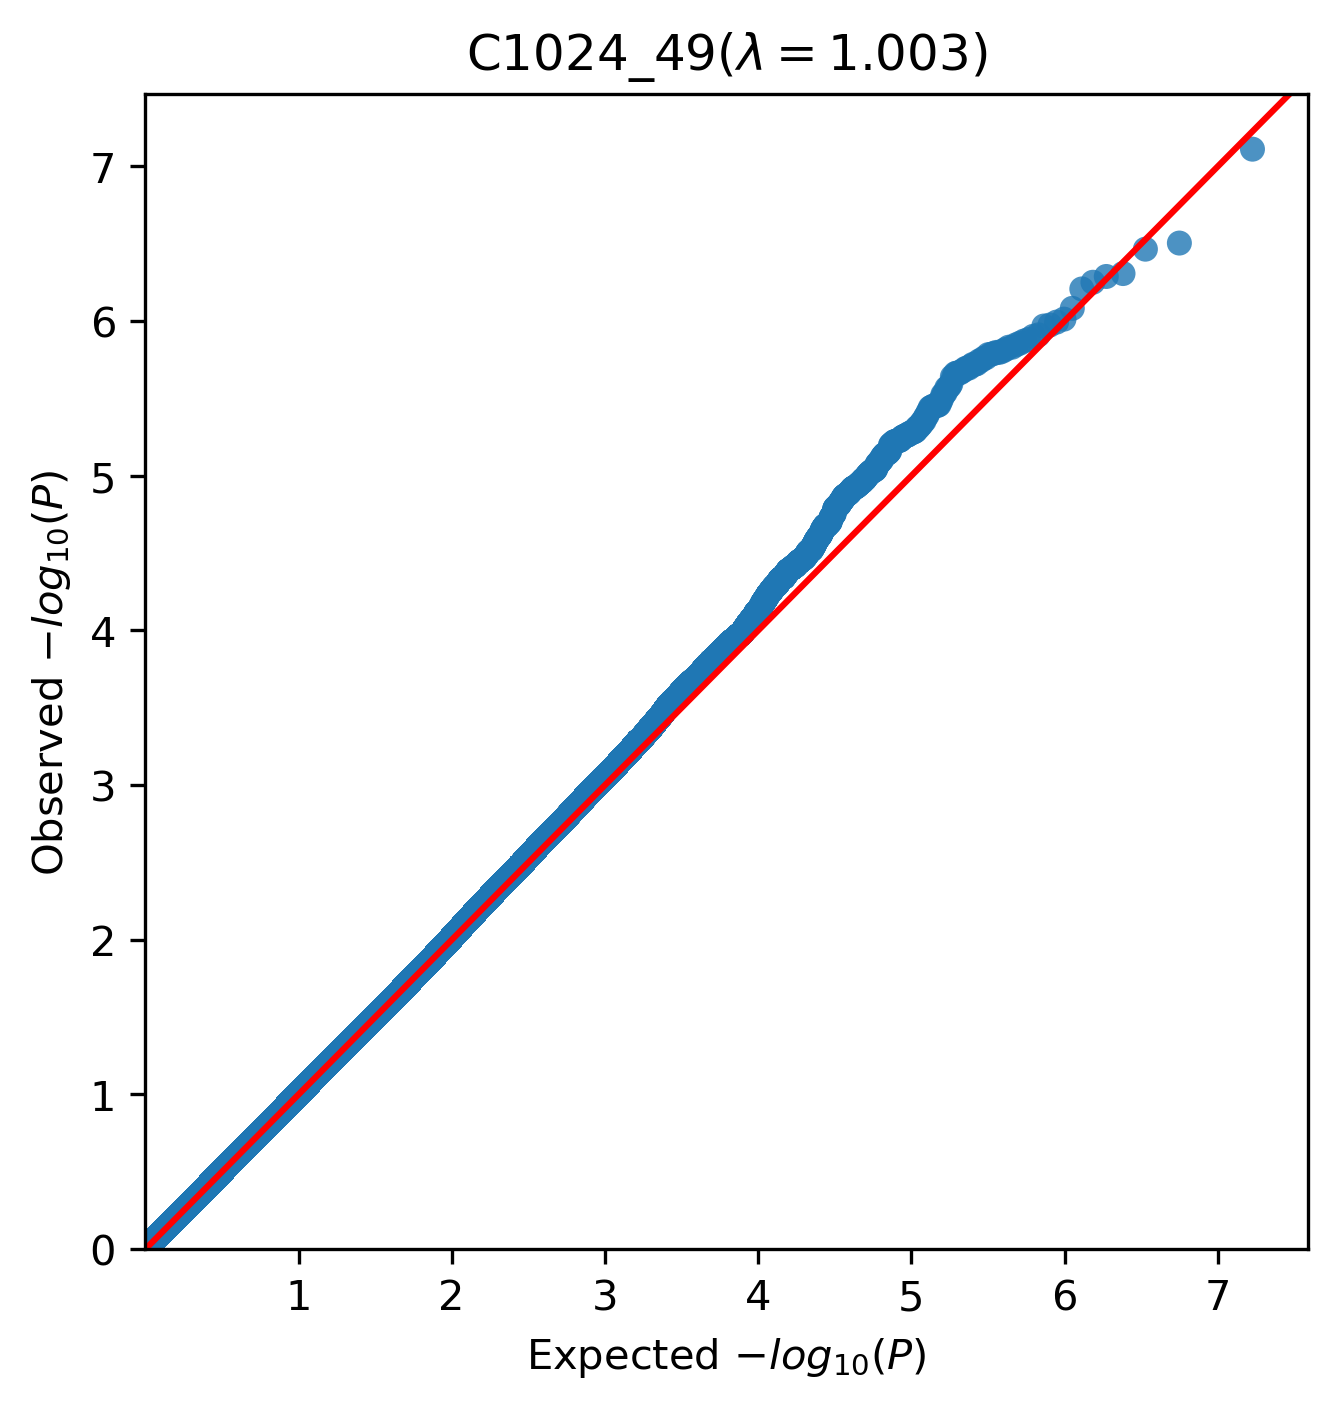 C1024_49(λ = 1.003)
Observed −log₁₀(P)
7
6
5
4
3
2
1
0
1 2 3 4 5 6 7
Expected −log₁₀(P)